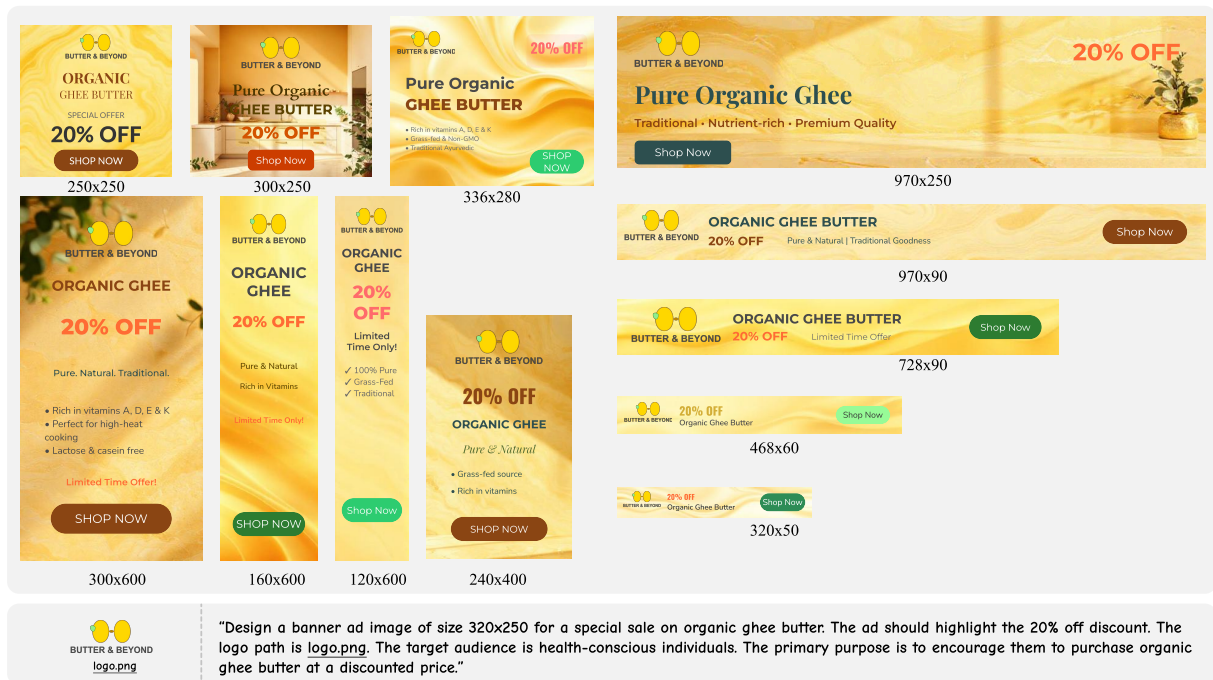 BUTTER & BEYOND
ORGANIC
GHEE BUTTER
SPECIAL OFFER
20% OFF
SHOP NOW
250x250
BUTTER & BEYOND
Pure Organic
GHEE BUTTER
20% OFF
Shop Now
300x250
BUTTER & BEYOND
20% OFF
Pure Organic
GHEE BUTTER
• Rich in vitamins A, D, E & K
• Grass-fed & Non-GMO
• Traditional Ayurvedic
SHOP
NOW
336x280
BUTTER & BEYOND
20% OFF
Pure Organic Ghee
Traditional • Nutrient-rich • Premium Quality
Shop Now
970x250
BUTTER & BEYOND
ORGANIC GHEE
20% OFF
Pure. Natural. Traditional.
• Rich in vitamins A, D, E & K
• Perfect for high-heat
cooking
• Lactose & casein free
Limited Time Offer!
SHOP NOW
300x600
BUTTER & BEYOND
ORGANIC
GHEE
20% OFF
Pure & Natural
Rich in Vitamins
Limited Time Only!
SHOP NOW
160x600
BUTTER & BEYOND
ORGANIC
GHEE
20%
OFF
Limited
Time Only!
✓ 100% Pure
✓ Grass-Fed
✓ Traditional
Shop Now
120x600
BUTTER & BEYOND
20% OFF
ORGANIC GHEE
Pure & Natural
• Grass-fed source
• Rich in vitamins
SHOP NOW
240x400
BUTTER & BEYOND
ORGANIC GHEE BUTTER
20% OFF Pure & Natural | Traditional Goodness
Shop Now
970x90
BUTTER & BEYOND
ORGANIC GHEE BUTTER
20% OFF Limited Time Offer
Shop Now
728x90
BUTTER & BEYOND
20% OFF
Organic Ghee Butter
Shop Now
468x60
BUTTER & BEYOND
20% OFF
Organic Ghee Butter
Shop Now
320x50
BUTTER & BEYOND
logo.png
“Design a banner ad image of size 320x250 for a special sale on organic ghee butter. The ad should highlight the 20% off discount. The
logo path is logo.png. The target audience is health-conscious individuals. The primary purpose is to encourage them to purchase organic
ghee butter at a discounted price.”